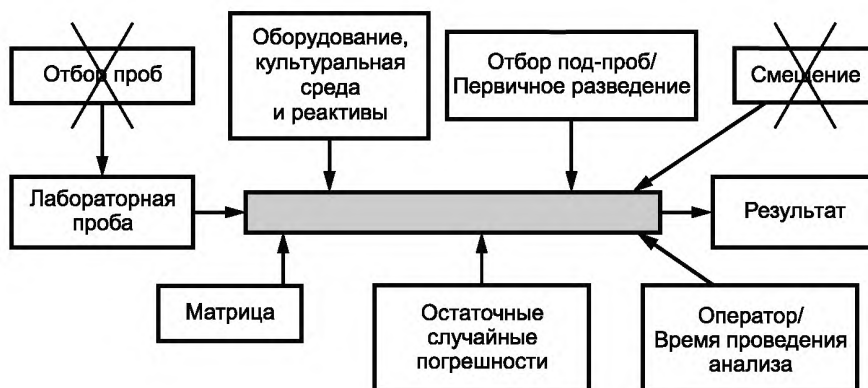 Отбор проб
Оборудование,
культуральная
среда
и реактивы
Отбор под-проб/
Первичное разведение
Смещение
Лабораторная
проба
Результат
Матрица
Остаточные
случайные
погрешности
Оператор/
Время проведения
анализа